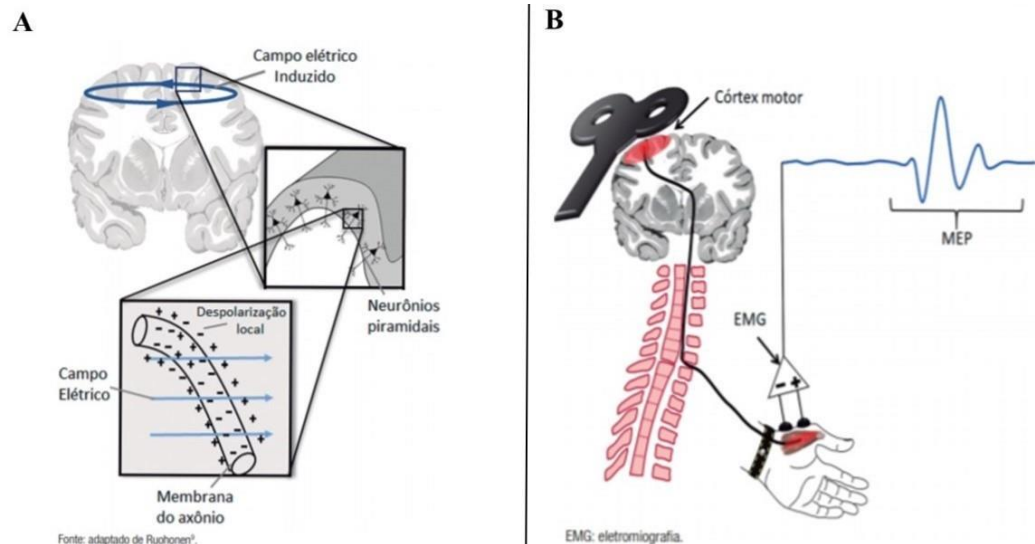 A
Campo elétrico
Induzido
Neurônios
piramidais
Despolarização
local
Campo
Elétrico
Membrana
do axônio
Fonte: adaptado de Ruohonen⁹.
B
Córtex motor
MEP
EMG
EMG: eletromiografia.